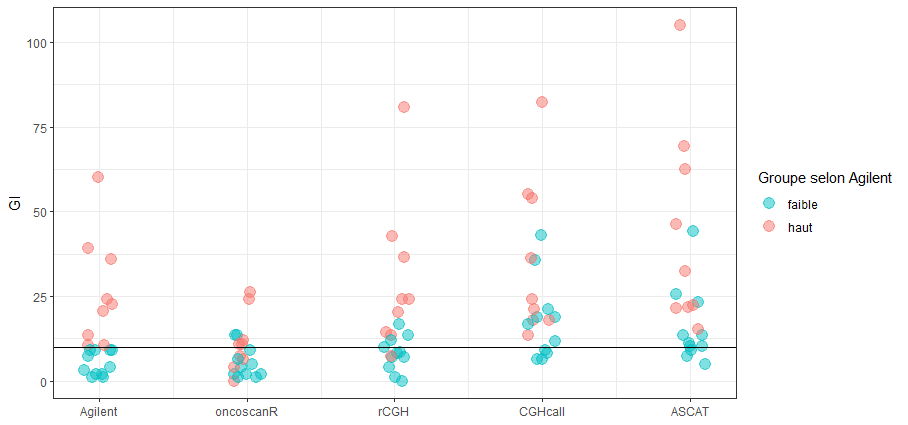 GI
100
75
50
25
0
Agilent
oncoscanR
rCGH
CGHcall
ASCAT
Groupe selon Agilent
faible
haut